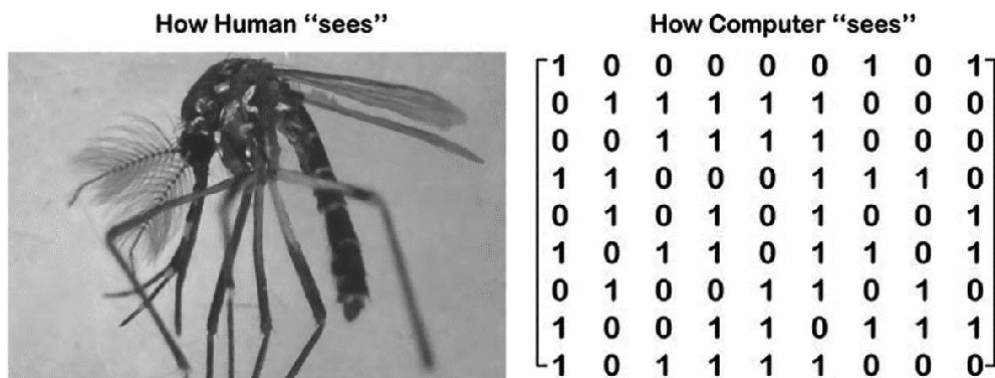 How Human “sees”
How Computer “sees”
1 0 0 0 0 0 1 0 1
0 1 1 1 1 1 0 0 0
0 0 1 1 1 1 0 0 0
1 1 0 0 0 1 1 1 0
0 1 0 1 0 1 0 0 1
1 0 1 1 0 1 1 0 1
0 1 0 0 1 1 0 1 0
1 0 0 1 1 0 1 1 1
1 0 1 1 1 1 0 0 0